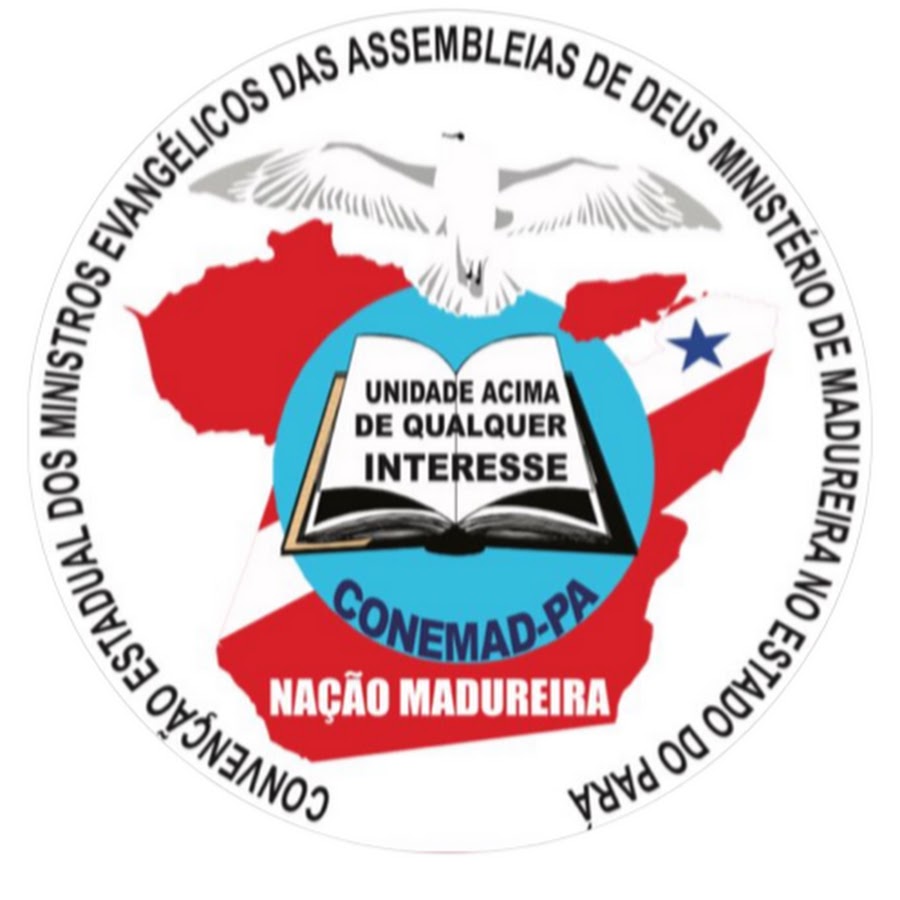 CONVENÇÃO ESTADUAL DOS MINISTROS EVANGÉLICOS DAS ASSEMBLEIAS DE DEUS MINISTÉRIO DE MADUREIRA NO ESTADO DO PARÁ
UNIDADE ACIMA
DE QUALQUER
INTERESSE
CONEMAD-PA
NAÇÃO MADUREIRA